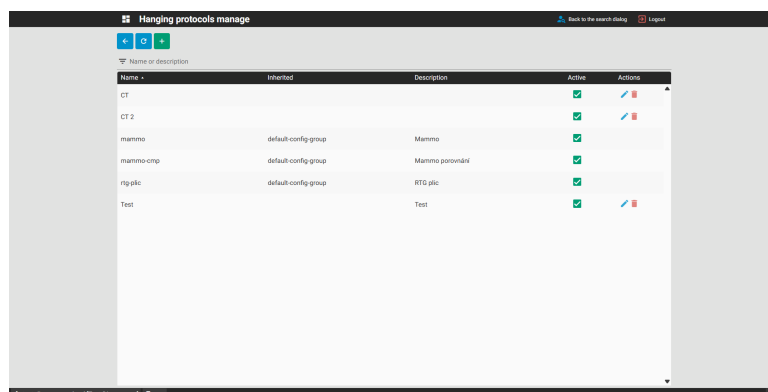 Hanging protocols manage
Back to the search dialog
Logout
Name or description
Name Inherited Description Active Actions
CT
CT 2
mammo default-config-group Mammo
mammo-cmp default-config-group Mammo porovnání
rtg-plic default-config-group RTG plic
Test Test